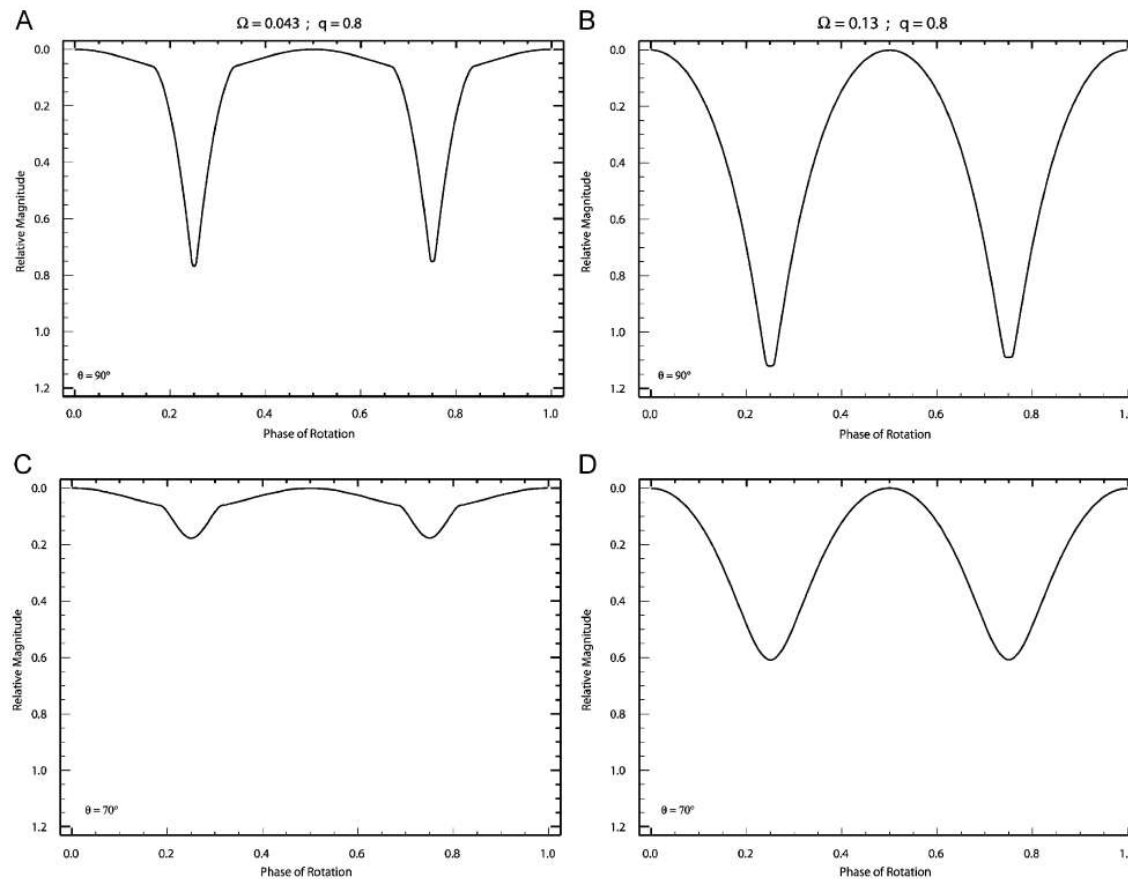 A
Ω = 0.043 ; q = 0.8
0.0
0.2
0.4
0.6
0.8
1.0
1.2
Relative Magnitude
θ = 90°
0.0 0.2 0.4 0.6 0.8 1.0
Phase of Rotation
B
Ω = 0.13 ; q = 0.8
0.0
0.2
0.4
0.6
0.8
1.0
1.2
Relative Magnitude
θ = 90°
0.0 0.2 0.4 0.6 0.8 1.0
Phase of Rotation
C
0.0
0.2
0.4
0.6
0.8
1.0
1.2
Relative Magnitude
θ = 70°
0.0 0.2 0.4 0.6 0.8 1.0
Phase of Rotation
D
0.0
0.2
0.4
0.6
0.8
1.0
1.2
Relative Magnitude
θ = 70°
0.0 0.2 0.4 0.6 0.8
Phase of Rotation